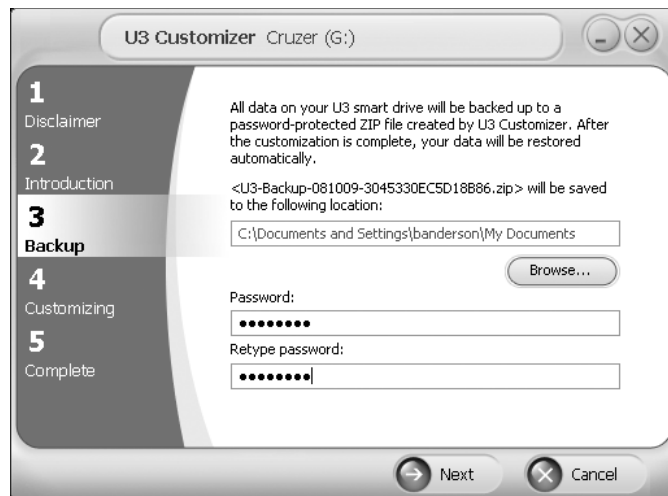 U3 Customizer Cruzer (G:)
1
Disclaimer
2
Introduction
3
Backup
4
Customizing
5
Complete
All data on your U3 smart drive will be backed up to a
password-protected ZIP file created by U3 Customizer. After
the customization is complete, your data will be restored
automatically.
<U3-Backup-081009-3045330EC5D18B86.zip> will be saved
to the following location:
C:\Documents and Settings\banderson\My Documents
Browse...
Password:
●●●●●●●●
Retype password:
●●●●●●●●
Next
Cancel